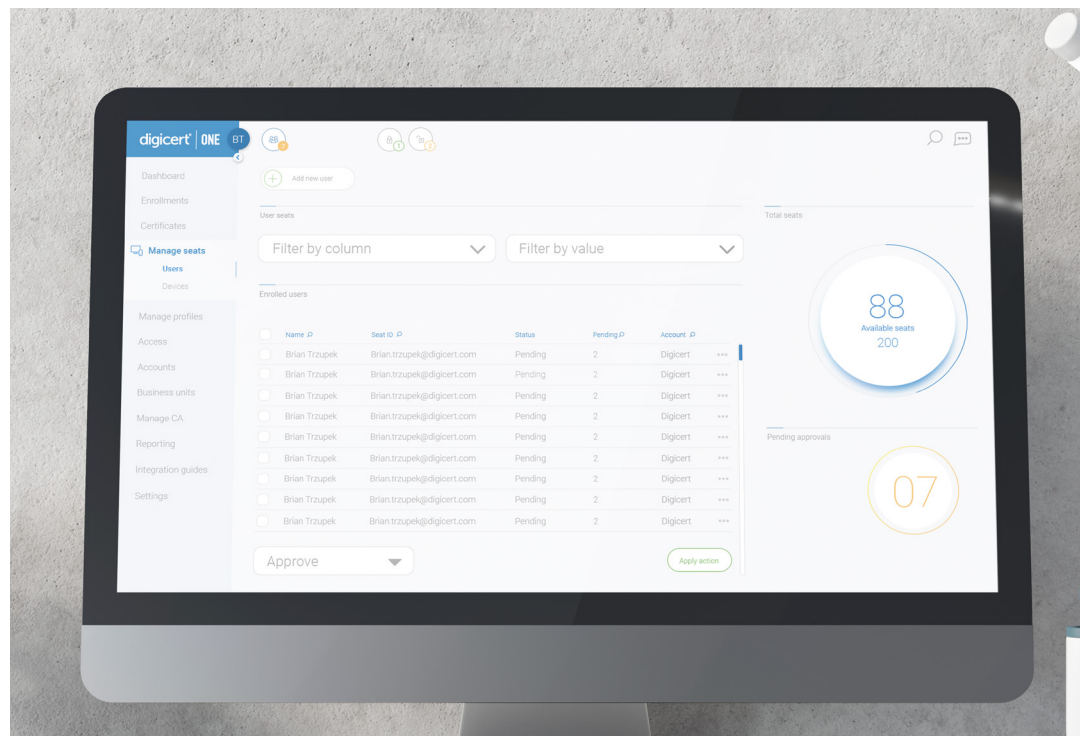 digicert® | ONE BT
7
1
2
Dashboard
Enrollments
Certificates
Manage seats
Users
Devices
Manage profiles
Access
Accounts
Business units
Manage CA
Reporting
Integration guides
Settings
Add new user
User seats
Filter by column
Filter by value
Enrolled users
Name Seat ID Status Pending Account
Brian Trzupek Brian.trzupek@digicert.com Pending 2 Digicert
Brian Trzupek Brian.trzupek@digicert.com Pending 2 Digicert
Brian Trzupek Brian.trzupek@digicert.com Pending 2 Digicert
Brian Trzupek Brian.trzupek@digicert.com Pending 2 Digicert
Brian Trzupek Brian.trzupek@digicert.com Pending 2 Digicert
Brian Trzupek Brian.trzupek@digicert.com Pending 2 Digicert
Brian Trzupek Brian.trzupek@digicert.com Pending 2 Digicert
Brian Trzupek Brian.trzupek@digicert.com Pending 2 Digicert
Brian Trzupek Brian.trzupek@digicert.com Pending 2 Digicert
Approve
Apply action
Total seats
88
Available seats
200
Pending approvals
07